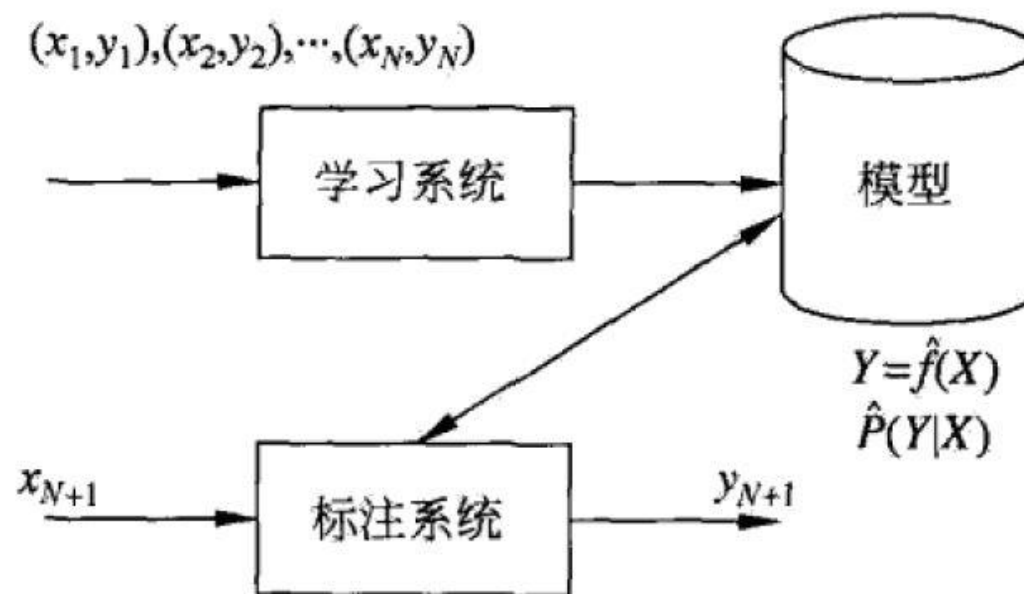 (x₁,y₁),(x₂,y₂),⋯,(x_N,y_N)
学习系统
模型
Y=f̂(X)
P̂(Y|X)
x_{N+1}
标注系统
y_{N+1}